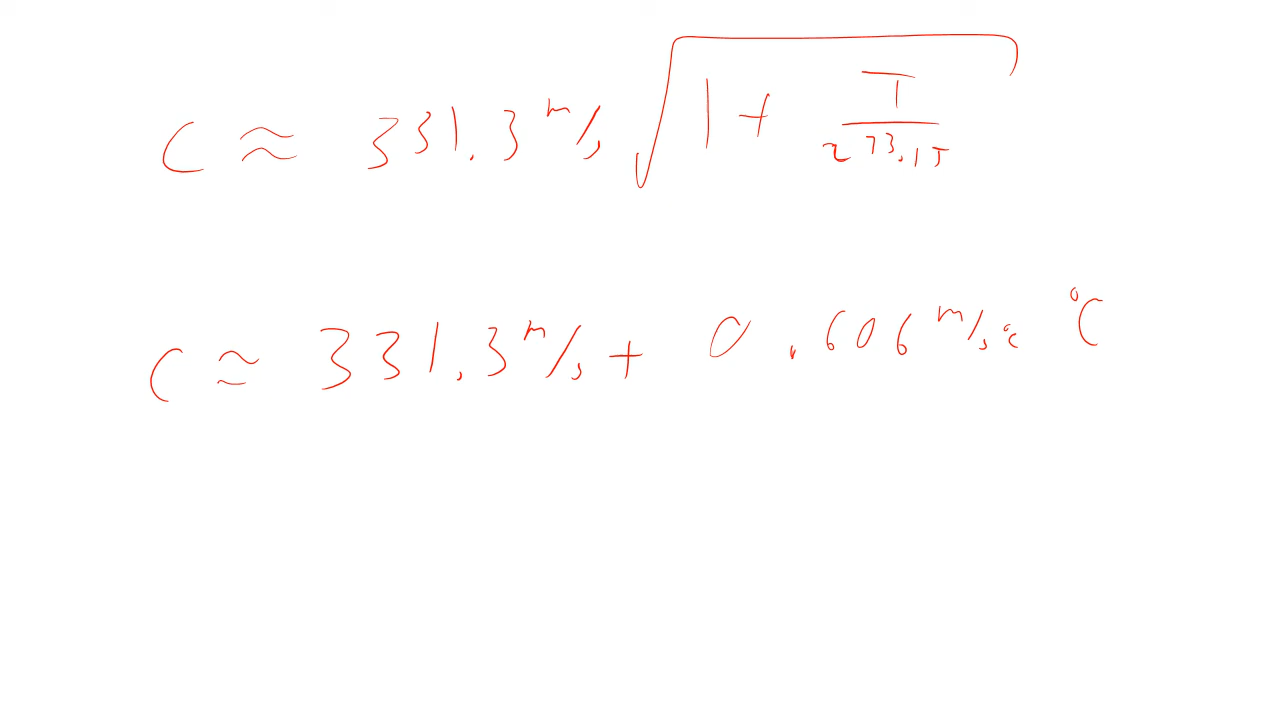 C ≈ 331.3 m/s √(1 + T/273.15)
C ≈ 331.3 m/s + 0.606 m/s°C °C